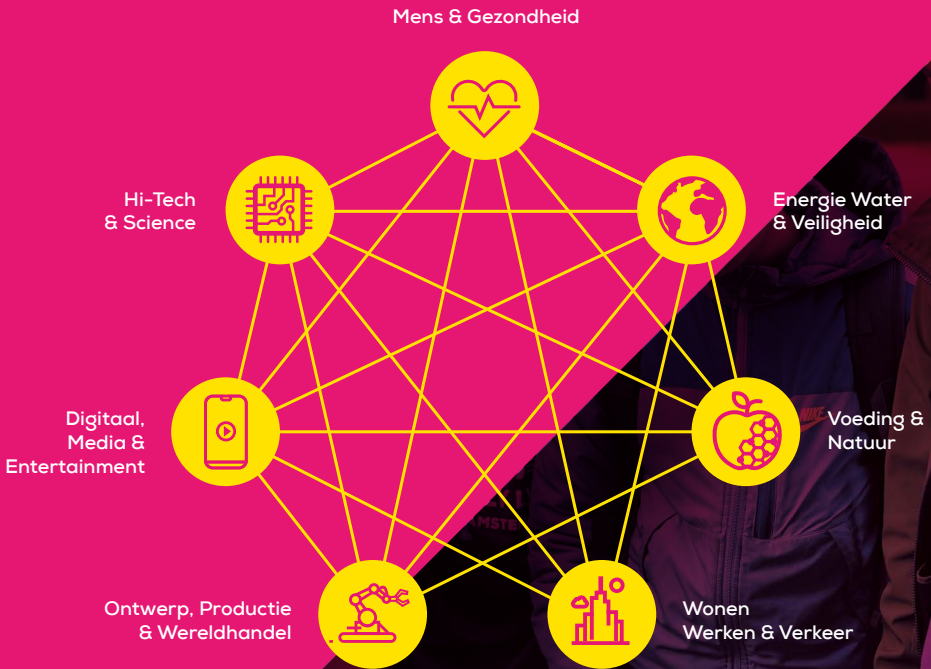 Mens & Gezondheid
Hi-Tech
& Science
Energie Water
& Veiligheid
Digitaal,
Media &
Entertainment
NIKE
Voeding &
Natuur
Ontwerp, Productie
& Wereldhandel
Wonen
Werken & Verkeer